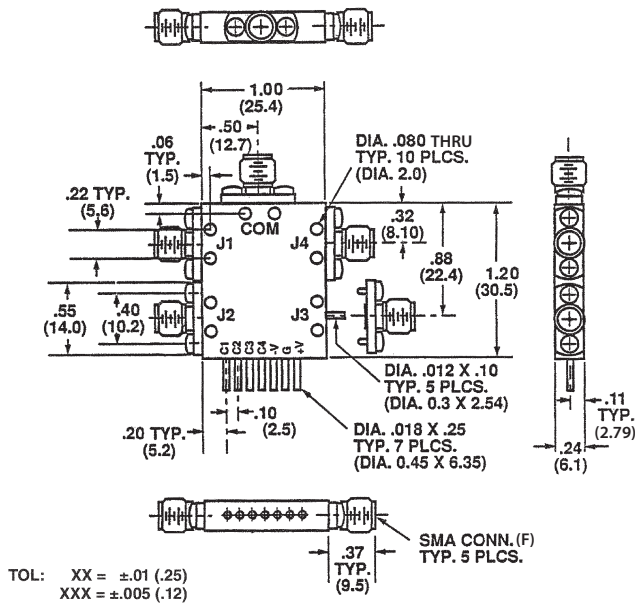 1.00
(25.4)
.50
(12.7)
.06
TYP.
(1.5)
DIA. .080 THRU
TYP. 10 PLCS.
(DIA. 2.0)
.22 TYP.
(5.6)
COM
J1
J4
.32
(8.10)
.88
(22.4)
1.20
(30.5)
.55
(14.0)
.40
(10.2)
J2
J3
C1
C2
C3
C4
-V
G
+V
DIA. .012 X .10
TYP. 5 PLCS.
(DIA. 0.3 X 2.54)
.10
(2.5)
.20 TYP.
(5.2)
DIA. .018 X .25
TYP. 7 PLCS.
(DIA. 0.45 X 6.35)
.11
TYP.
(2.79)
.24
(6.1)
SMA CONN. (F)
TYP. 5 PLCS.
.37
TYP.
(9.5)
TOL: XX = ±.01 (.25)
XXX = ±.005 (.12)